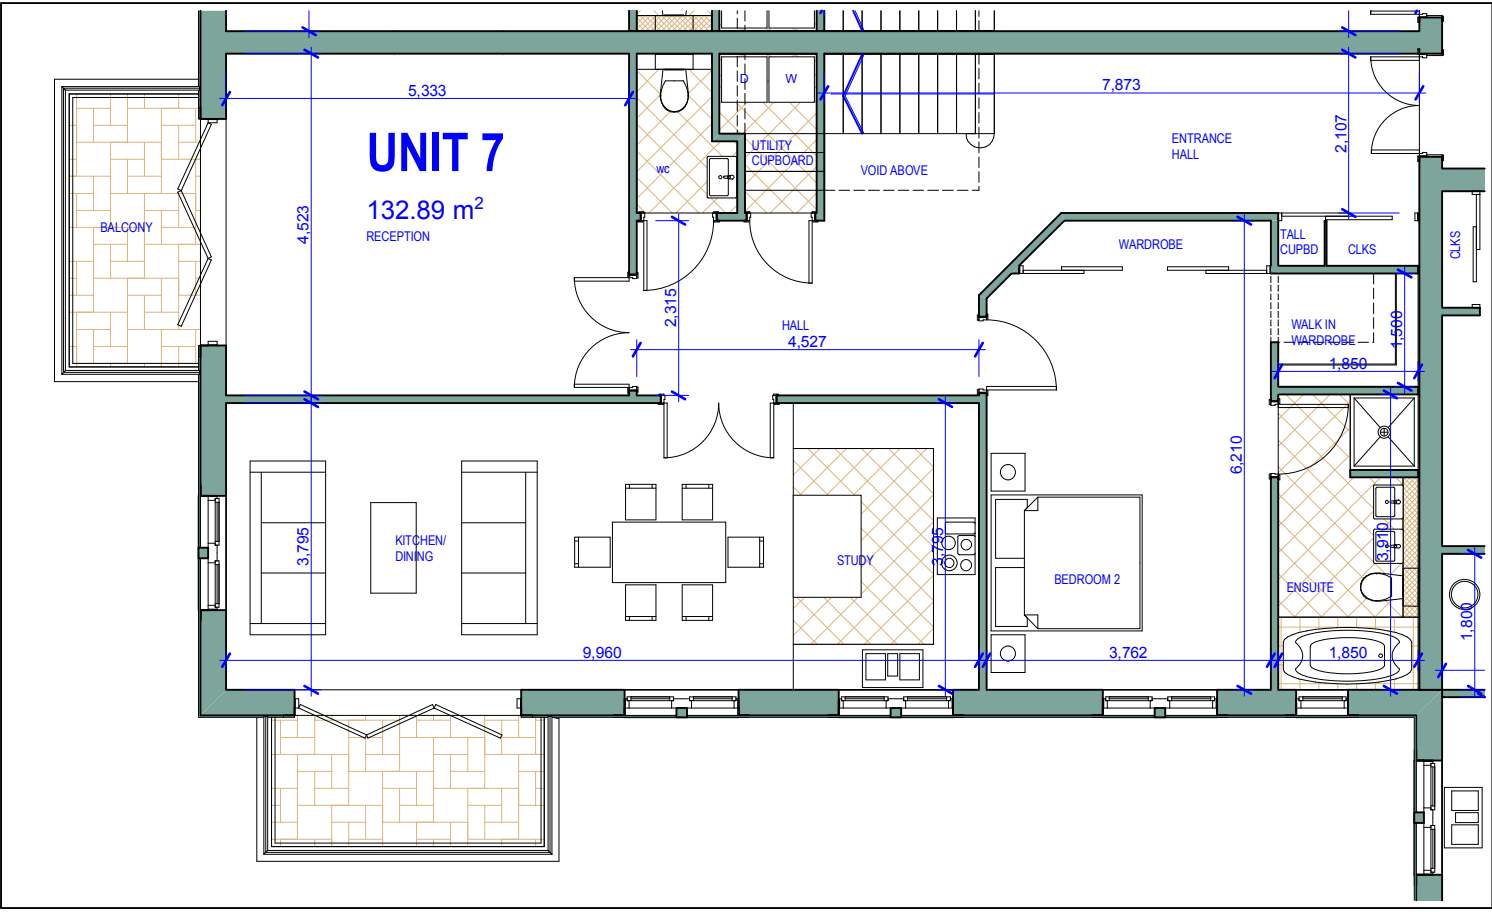 5,333
D
W
7,873
UNIT 7
132.89 m²
RECEPTION
4,523
BALCONY
wc
UTILITY
CUPBOARD
VOID ABOVE
ENTRANCE
HALL
2,107
WARDROBE
TALL
CUPBD
CLKS
CLKS
2,315
HALL
4,527
WALK IN
WARDROBE
1,500
1,850
6,210
3,795
KITCHEN/
DINING
STUDY
3,795
BEDROOM 2
3,910
ENSUITE
1,800
9,960
3,762
1,850